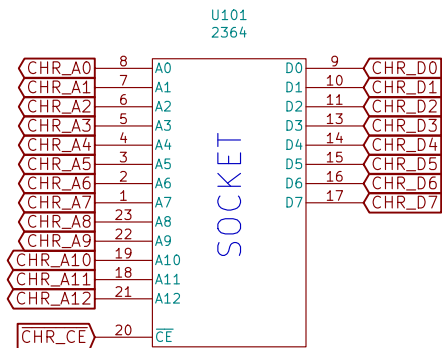 U101
2364
CHR_A0 8 A0 D0 9 CHR_D0
CHR_A1 7 A1 D1 10 CHR_D1
CHR_A2 6 A2 D2 11 CHR_D2
CHR_A3 5 A3 D3 13 CHR_D3
CHR_A4 4 A4 D4 14 CHR_D4
CHR_A5 3 A5 D5 15 CHR_D5
CHR_A6 2 A6 D6 16 CHR_D6
CHR_A7 1 A7 D7 17 CHR_D7
CHR_A8 23 A8
CHR_A9 22 A9
CHR_A10 19 A10
CHR_A11 18 A11
CHR_A12 21 A12
CHR_CE 20 CE
SOCKET